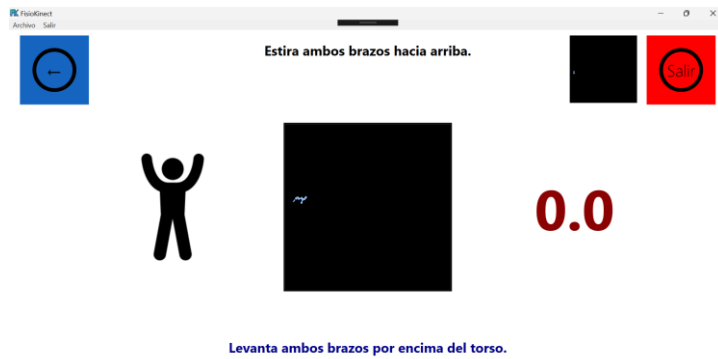 FisioKinect
Archivo Salir
←
Estira ambos brazos hacia arriba.
Salir
0.0
Levanta ambos brazos por encima del torso.